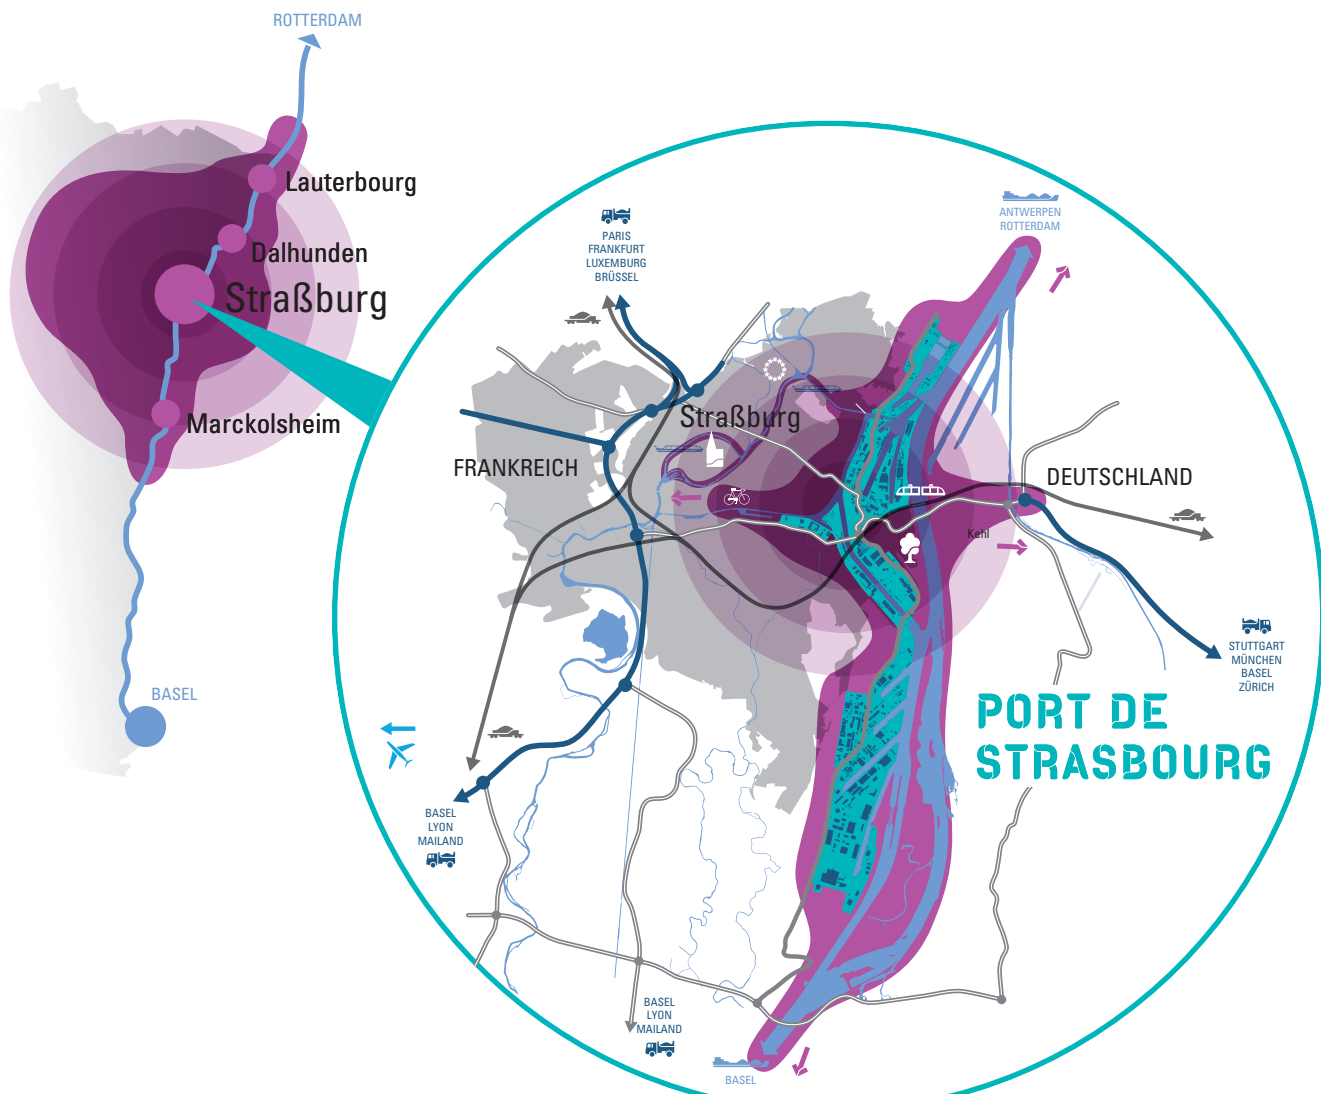 ROTTERDAM
Lauterbourg
Dalhunden
Straßburg
Marckolsheim
BASEL
PARIS
FRANKFURT
LUXEMBURG
BRÜSSEL
ANTWERPEN
ROTTERDAM
Straßburg
FRANKREICH
DEUTSCHLAND
Kehl
STUTTGART
MÜNCHEN
BASEL
ZÜRICH
PORT DE
STRASBOURG
BASEL
LYON
MAILAND
BASEL
LYON
MAILAND
BASEL